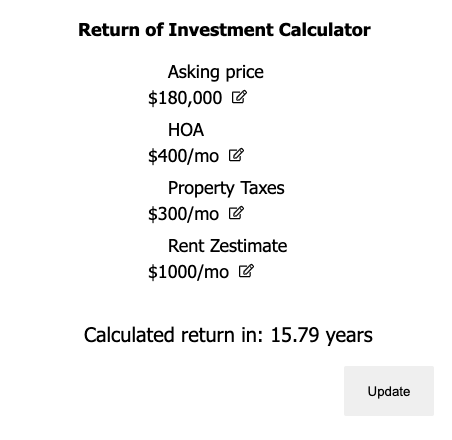 Return of Investment Calculator
Asking price
$180,000
HOA
$400/mo
Property Taxes
$300/mo
Rent Zestimate
$1000/mo
Calculated return in: 15.79 years
Update